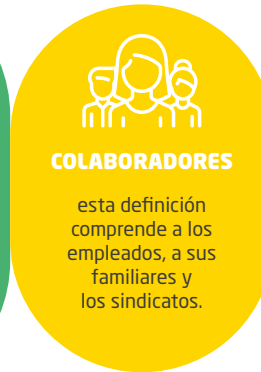 COLABORADORES
esta definición
comprende a los
empleados, a sus
familiares y
los sindicatos.